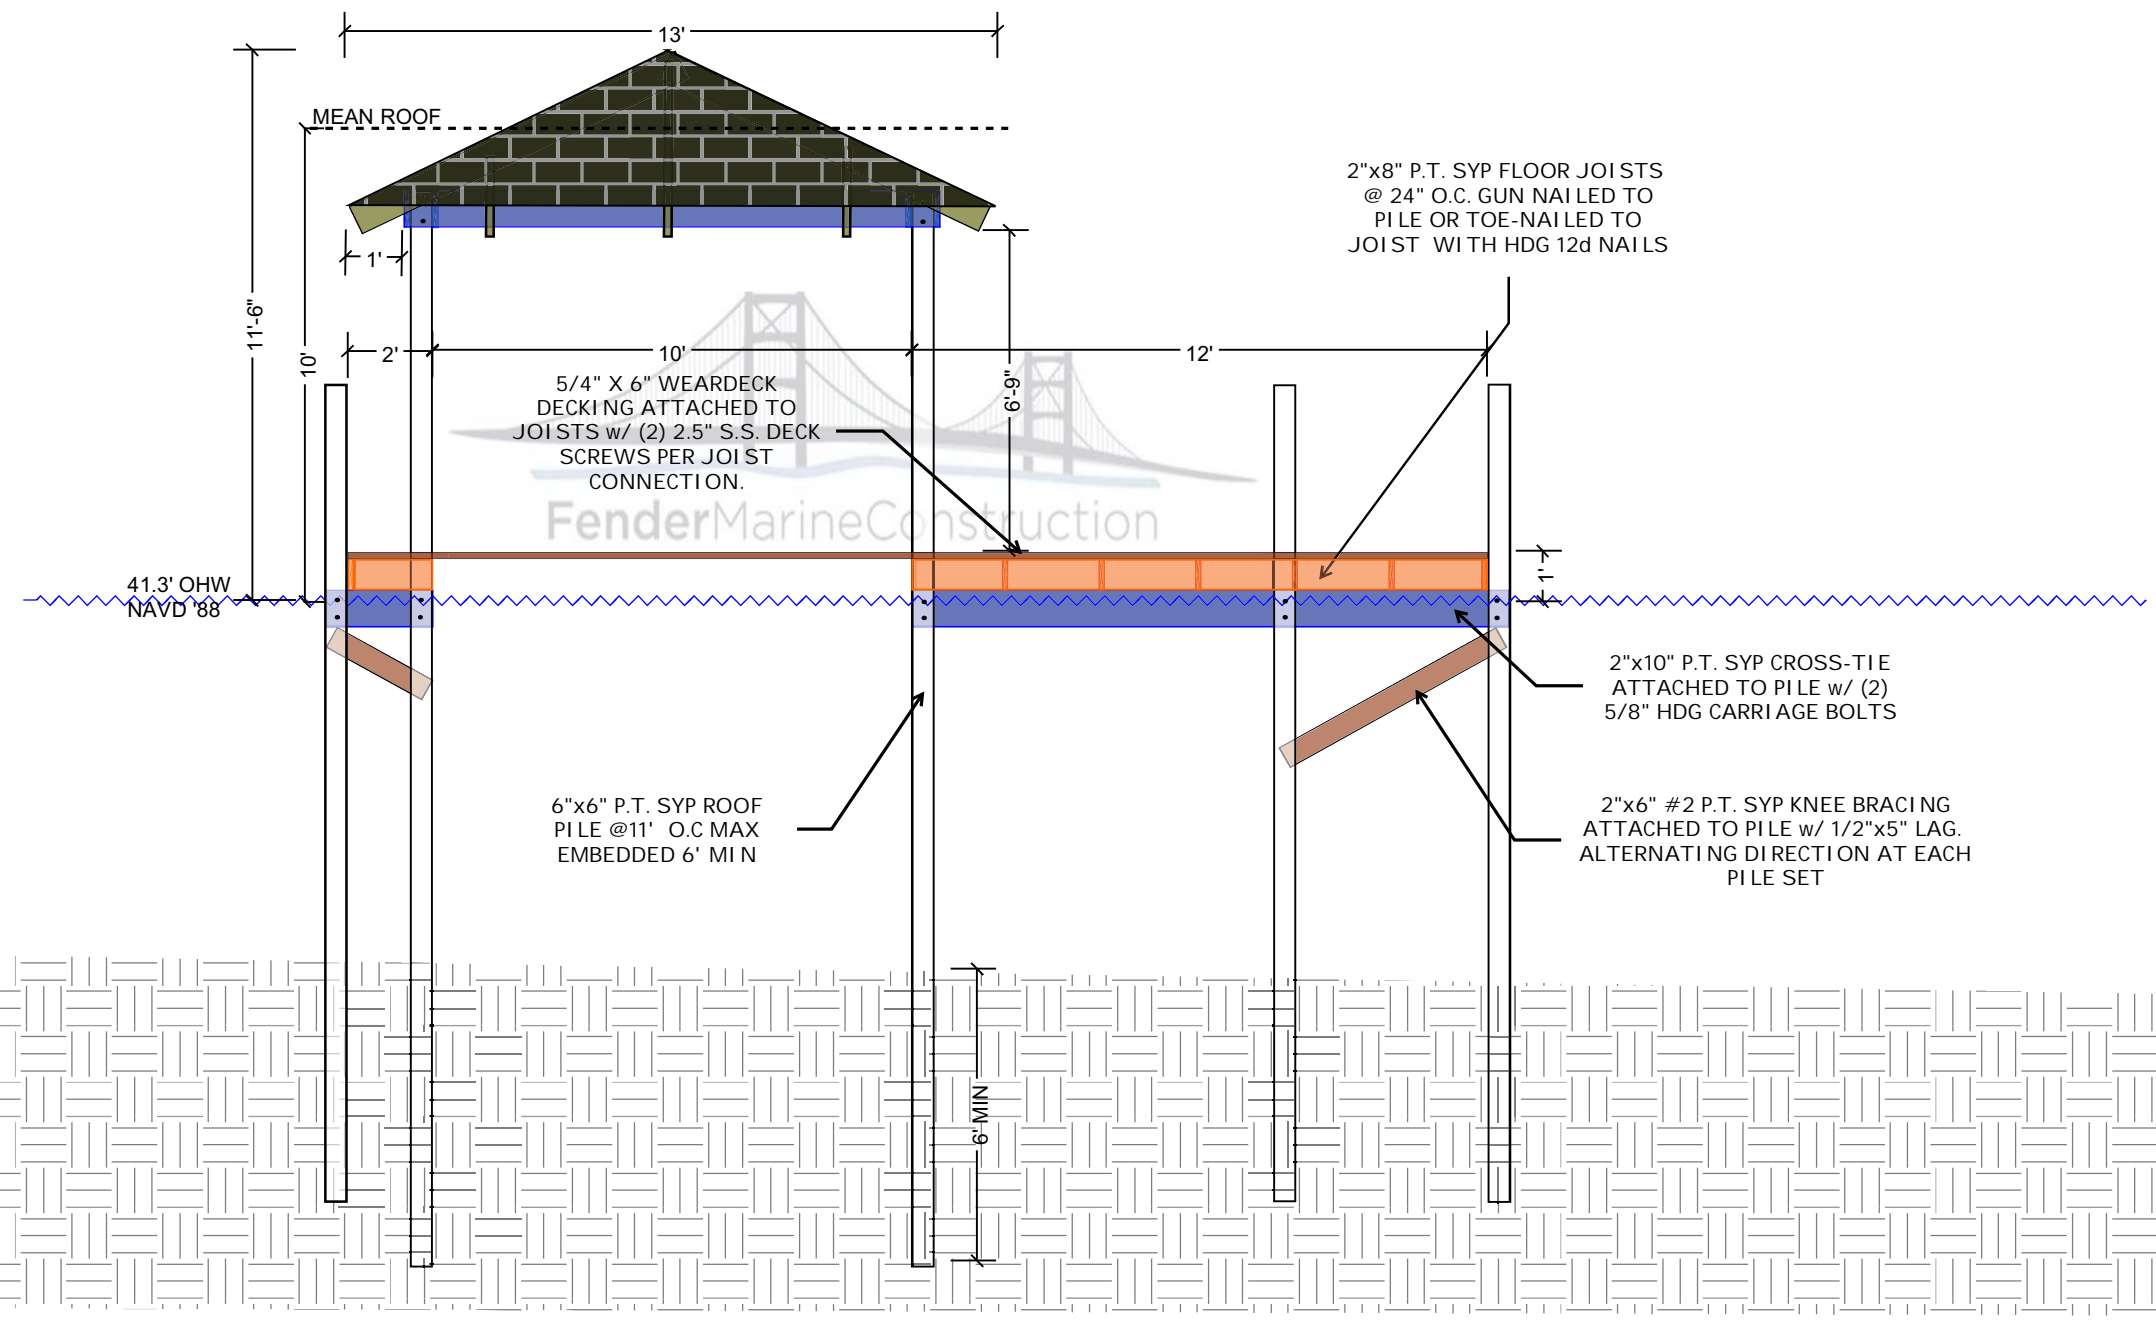 13'
MEAN ROOF
11'-6"
10'
1'
2"x8" P.T. SYP FLOOR JOISTS
@ 24" O.C. GUN NAILED TO
PILE OR TOE-NAILED TO
JOIST WITH HDG 12d NAILS
2'
10'
12'
6'-9"
5/4" X 6" WEARDECK
DECKING ATTACHED TO
JOISTS w/ (2) 2.5" S.S. DECK
SCREWS PER JOIST
CONNECTION.
FenderMarineConstruction
1'
41.3' OHW
NAVD '88
2"x10" P.T. SYP CROSS-TIE
ATTACHED TO PILE w/ (2)
5/8" HDG CARRIAGE BOLTS
6"x6" P.T. SYP ROOF
PILE @11' O.C MAX
EMBEDDED 6' MIN
2"x6" #2 P.T. SYP KNEE BRACING
ATTACHED TO PILE w/ 1/2"x5" LAG.
ALTERNATING DIRECTION AT EACH
PILE SET
6' MIN